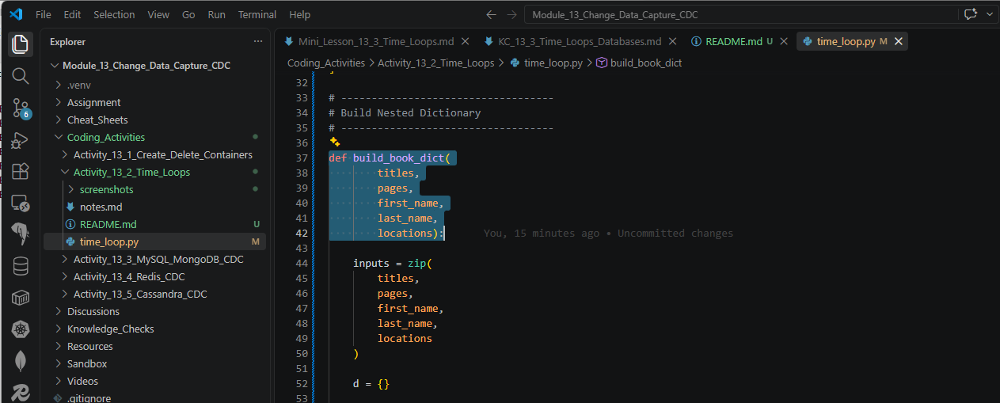 File Edit Selection View Go Run Terminal Help
Module_13_Change_Data_Capture_CDC
Explorer
Module_13_Change_Data_Capture_CDC
.venv
Assignment
Cheat_Sheets
Coding_Activities
Activity_13_1_Create_Delete_Containers
Activity_13_2_Time_Loops
screenshots
notes.md
README.md U
time_loop.py M
Activity_13_3_MySQL_MongoDB_CDC
Activity_13_4_Redis_CDC
Activity_13_5_Cassandra_CDC
Discussions
Knowledge_Checks
Resources
Sandbox
Videos
.gitignore
6
Mini_Lesson_13_3_Time_Loops.md KC_13_3_Time_Loops_Databases.md README.md U time_loop.py M
Coding_Activities > Activity_13_2_Time_Loops > time_loop.py > build_book_dict
32
33 # -----------------------------------
34 # Build Nested Dictionary
35 # -----------------------------------
36
37 def build_book_dict(
38 titles,
39 pages,
40 first_name,
41 last_name,
42 locations): You, 15 minutes ago • Uncommitted changes
43
44 inputs = zip(
45 titles,
46 pages,
47 first_name,
48 last_name,
49 locations
50 )
51
52 d = {}
53